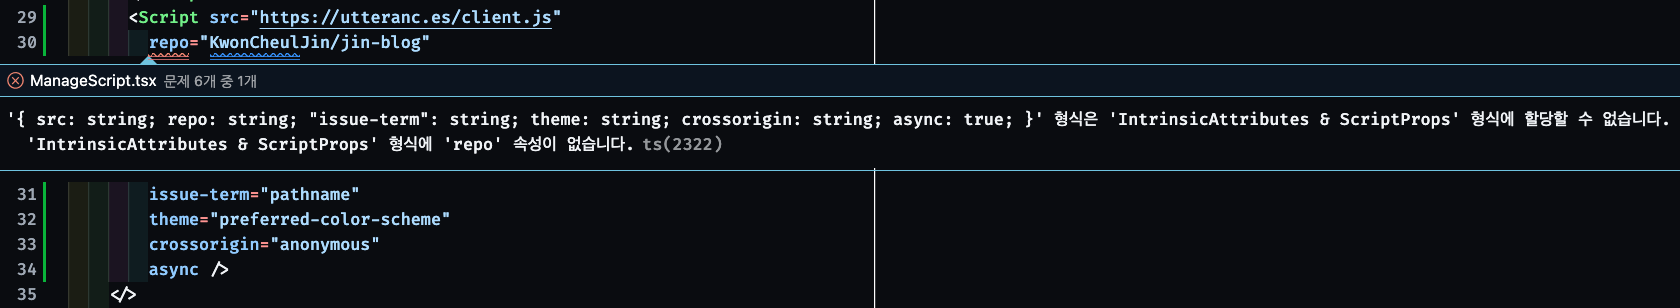 29 <Script src="https://utteranc.es/client.js"
30 repo="KwonCheulJin/jin-blog"
ManageScript.tsx 문제 6개 중 1개
'{ src: string; repo: string; "issue-term": string; theme: string; crossorigin: string; async: true; }' 형식은 'IntrinsicAttributes & ScriptProps' 형식에 할당할 수 없습니다.
'IntrinsicAttributes & ScriptProps' 형식에 'repo' 속성이 없습니다. ts(2322)
31 issue-term="pathname"
32 theme="preferred-color-scheme"
33 crossorigin="anonymous"
34 async />
35 </>